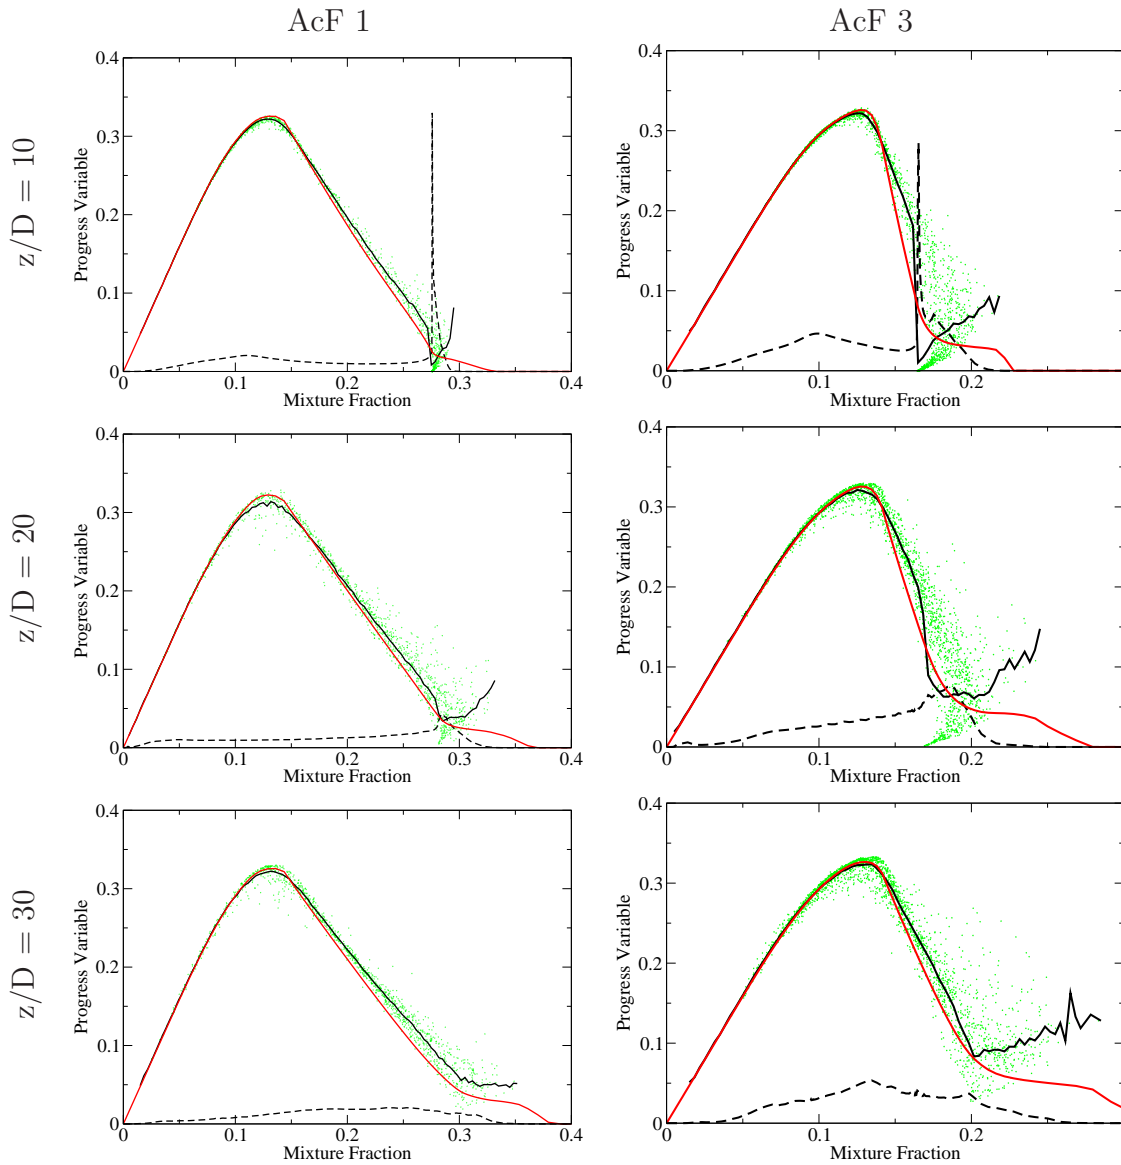 AcF 1
AcF 3
z/D = 10
Progress Variable
0.4
0.3
0.2
0.1
0
0 0.1 0.2 0.3 0.4
Mixture Fraction
Progress Variable
0.4
0.3
0.2
0.1
0
0 0.1 0.2
Mixture Fraction
z/D = 20
Progress Variable
0.4
0.3
0.2
0.1
0
0 0.1 0.2 0.3 0.4
Mixture Fraction
Progress Variable
0.4
0.3
0.2
0.1
0
0 0.1 0.2
Mixture Fraction
z/D = 30
Progress Variable
0.4
0.3
0.2
0.1
0
0 0.1 0.2 0.3 0.4
Mixture Fraction
Progress Variable
0.4
0.3
0.2
0.1
0
0 0.1 0.2
Mixture Fraction